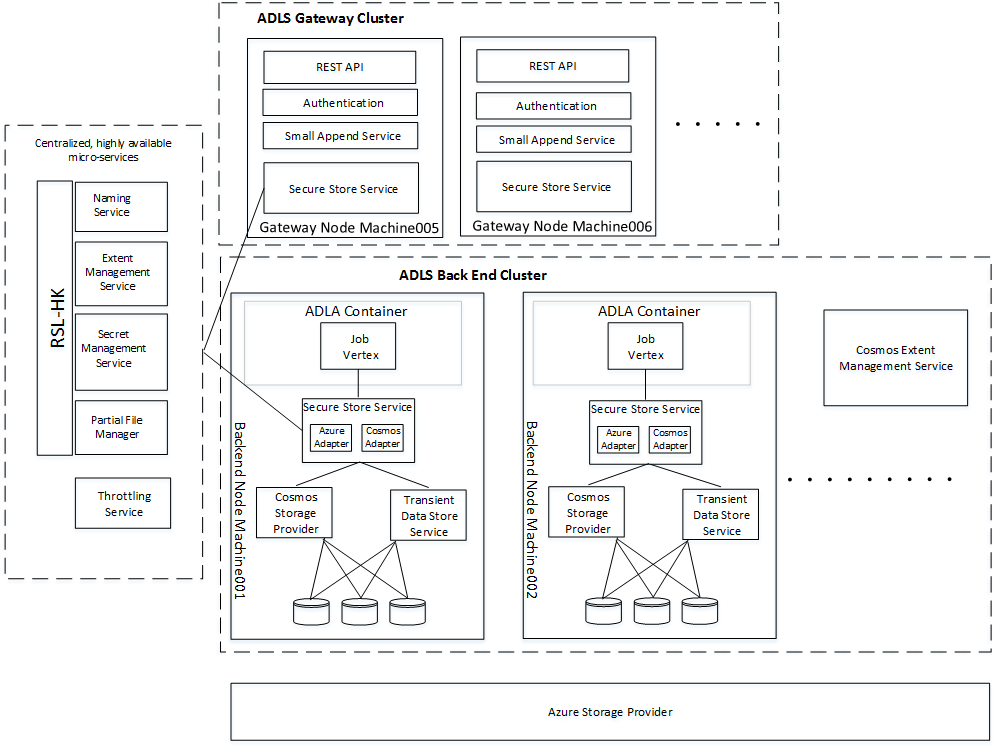 ADLS Gateway Cluster
REST API
Authentication
Small Append Service
Secure Store Service
Gateway Node Machine005
REST API
Authentication
Small Append Service
Secure Store Service
Gateway Node Machine006
Centralized, highly available
micro-services
RSL-HK
Naming
Service
Extent
Management
Service
Secret
Management
Service
Partial File
Manager
Throttling
Service
ADLS Back End Cluster
ADLA Container
Job
Vertex
Secure Store Service
Azure
Adapter
Cosmos
Adapter
Cosmos
Storage
Provider
Transient
Data Store
Service
Backend Node Machine001
ADLA Container
Job
Vertex
Secure Store Service
Azure
Adapter
Cosmos
Adapter
Cosmos
Storage
Provider
Transient
Data Store
Service
Backend Node Machine002
Cosmos Extent
Management Service
Azure Storage Provider